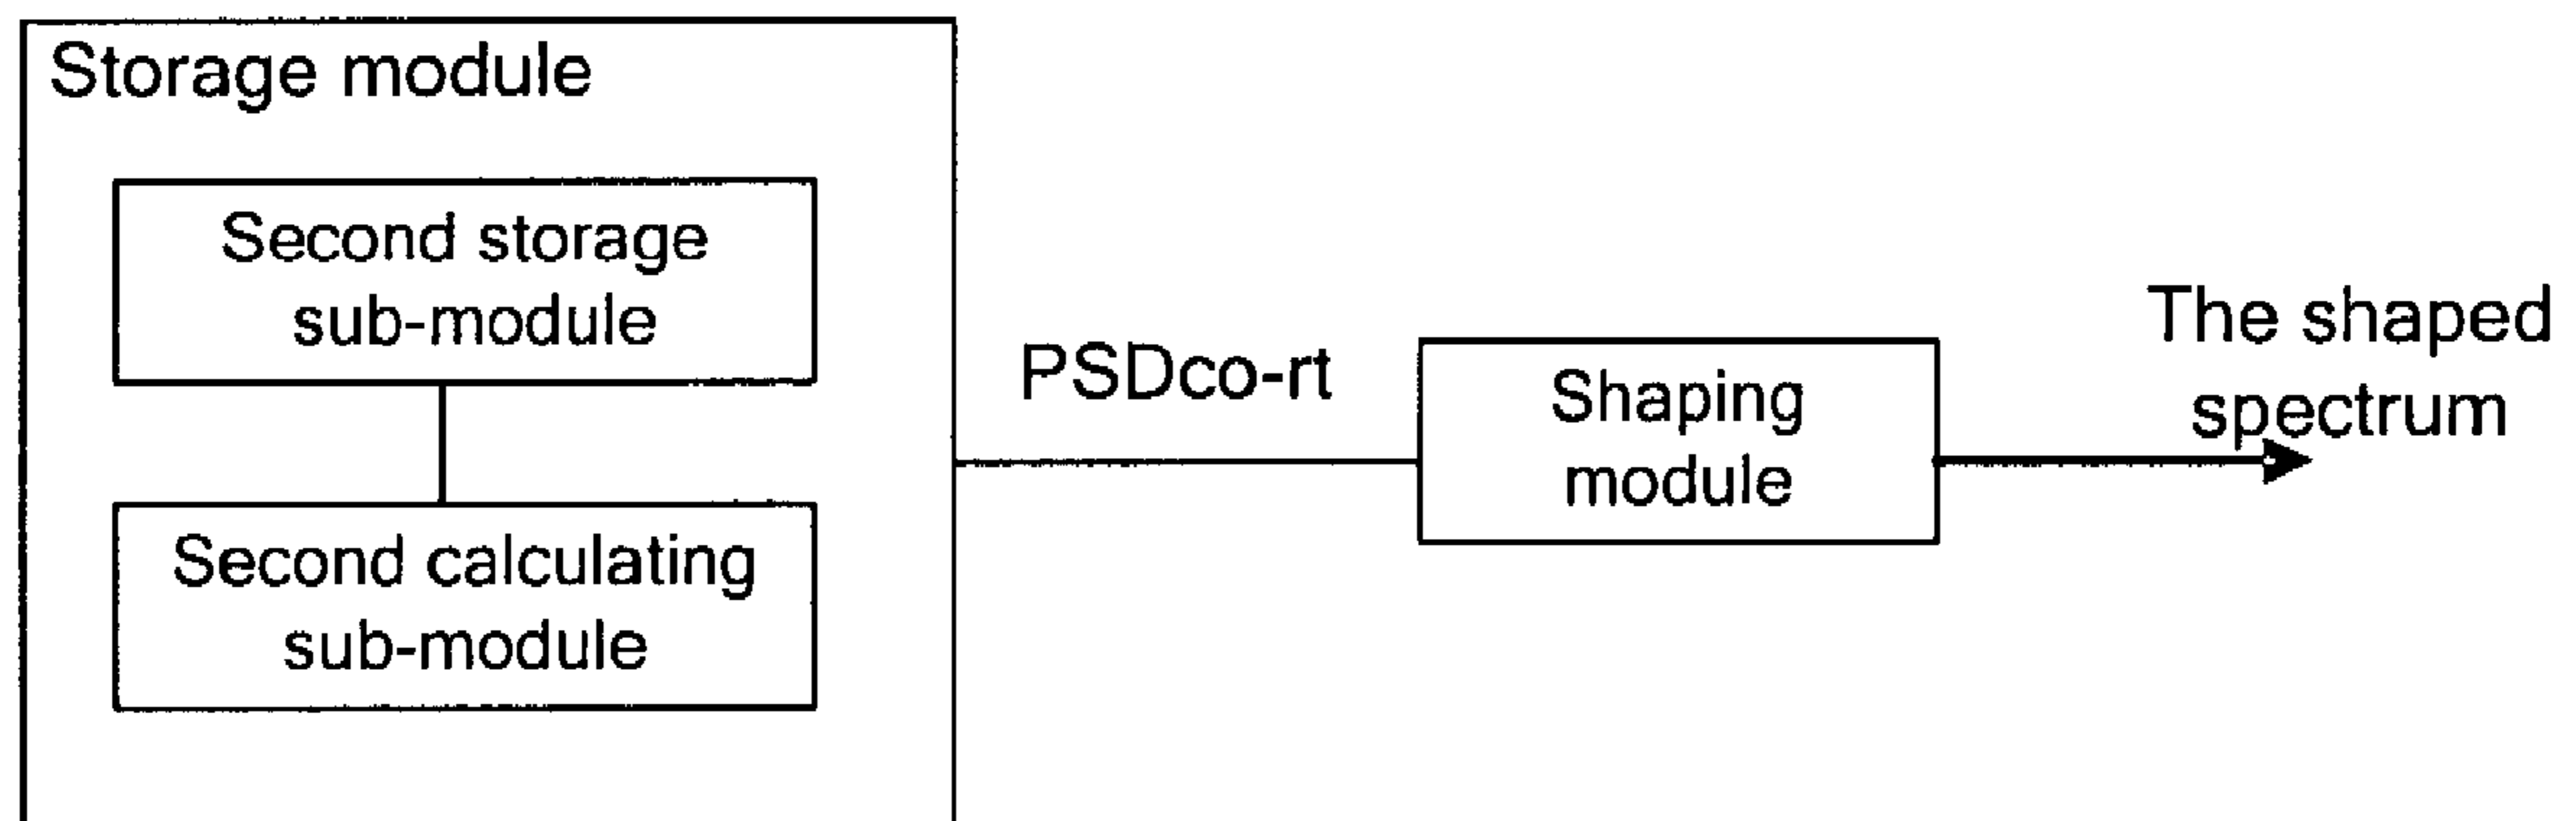 Storage module
Second storage
sub-module
Second calculating
sub-module
PSDco-rt
Shaping
module
The shaped
spectrum